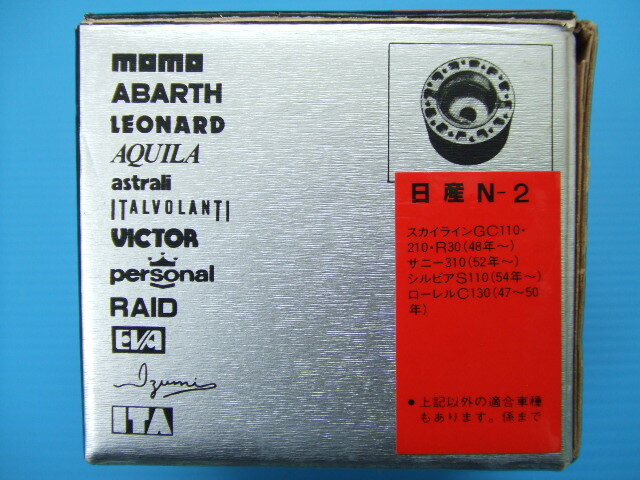 momo
ABARTH
LEONARD
AQUILA
astrali
ITALVOLANTI
VICTOR
personal
RAID
EVA
Izumi
ITA
日産 N-2
スカイラインGC110・
210・R30(48年〜)
サニー310(52年〜)
シルビアS110(54年〜)
ローレルC130(47〜50
年)
●上記以外の適合車種
もあります。係まで